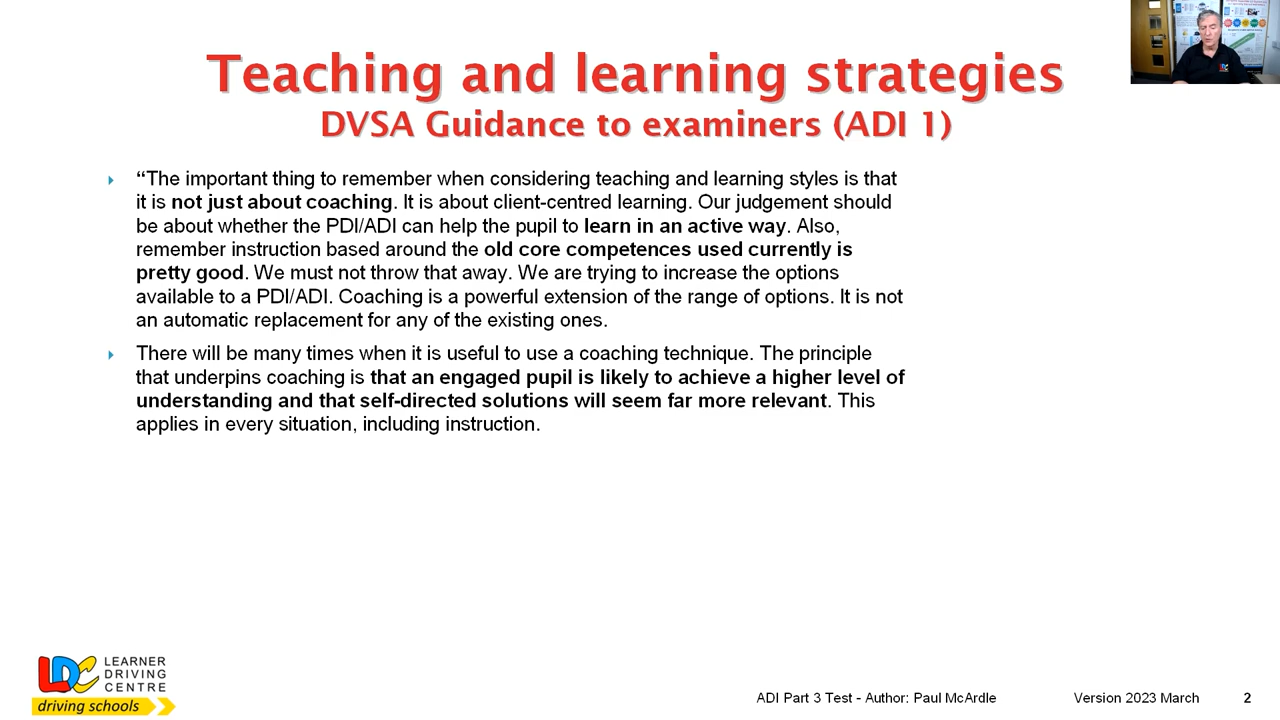 Teaching and learning strategies
DVSA Guidance to examiners (ADI 1)
“The important thing to remember when considering teaching and learning styles is that
it is not just about coaching. It is about client-centred learning. Our judgement should
be about whether the PDI/ADI can help the pupil to learn in an active way. Also,
remember instruction based around the old core competences used currently is
pretty good. We must not throw that away. We are trying to increase the options
available to a PDI/ADI. Coaching is a powerful extension of the range of options. It is not
an automatic replacement for any of the existing ones.
There will be many times when it is useful to use a coaching technique. The principle
that underpins coaching is that an engaged pupil is likely to achieve a higher level of
understanding and that self-directed solutions will seem far more relevant. This
applies in every situation, including instruction.
LDC
LEARNER
DRIVING
CENTRE
driving schools
ADI Part 3 Test - Author: Paul McArdle
Version 2023 March
2